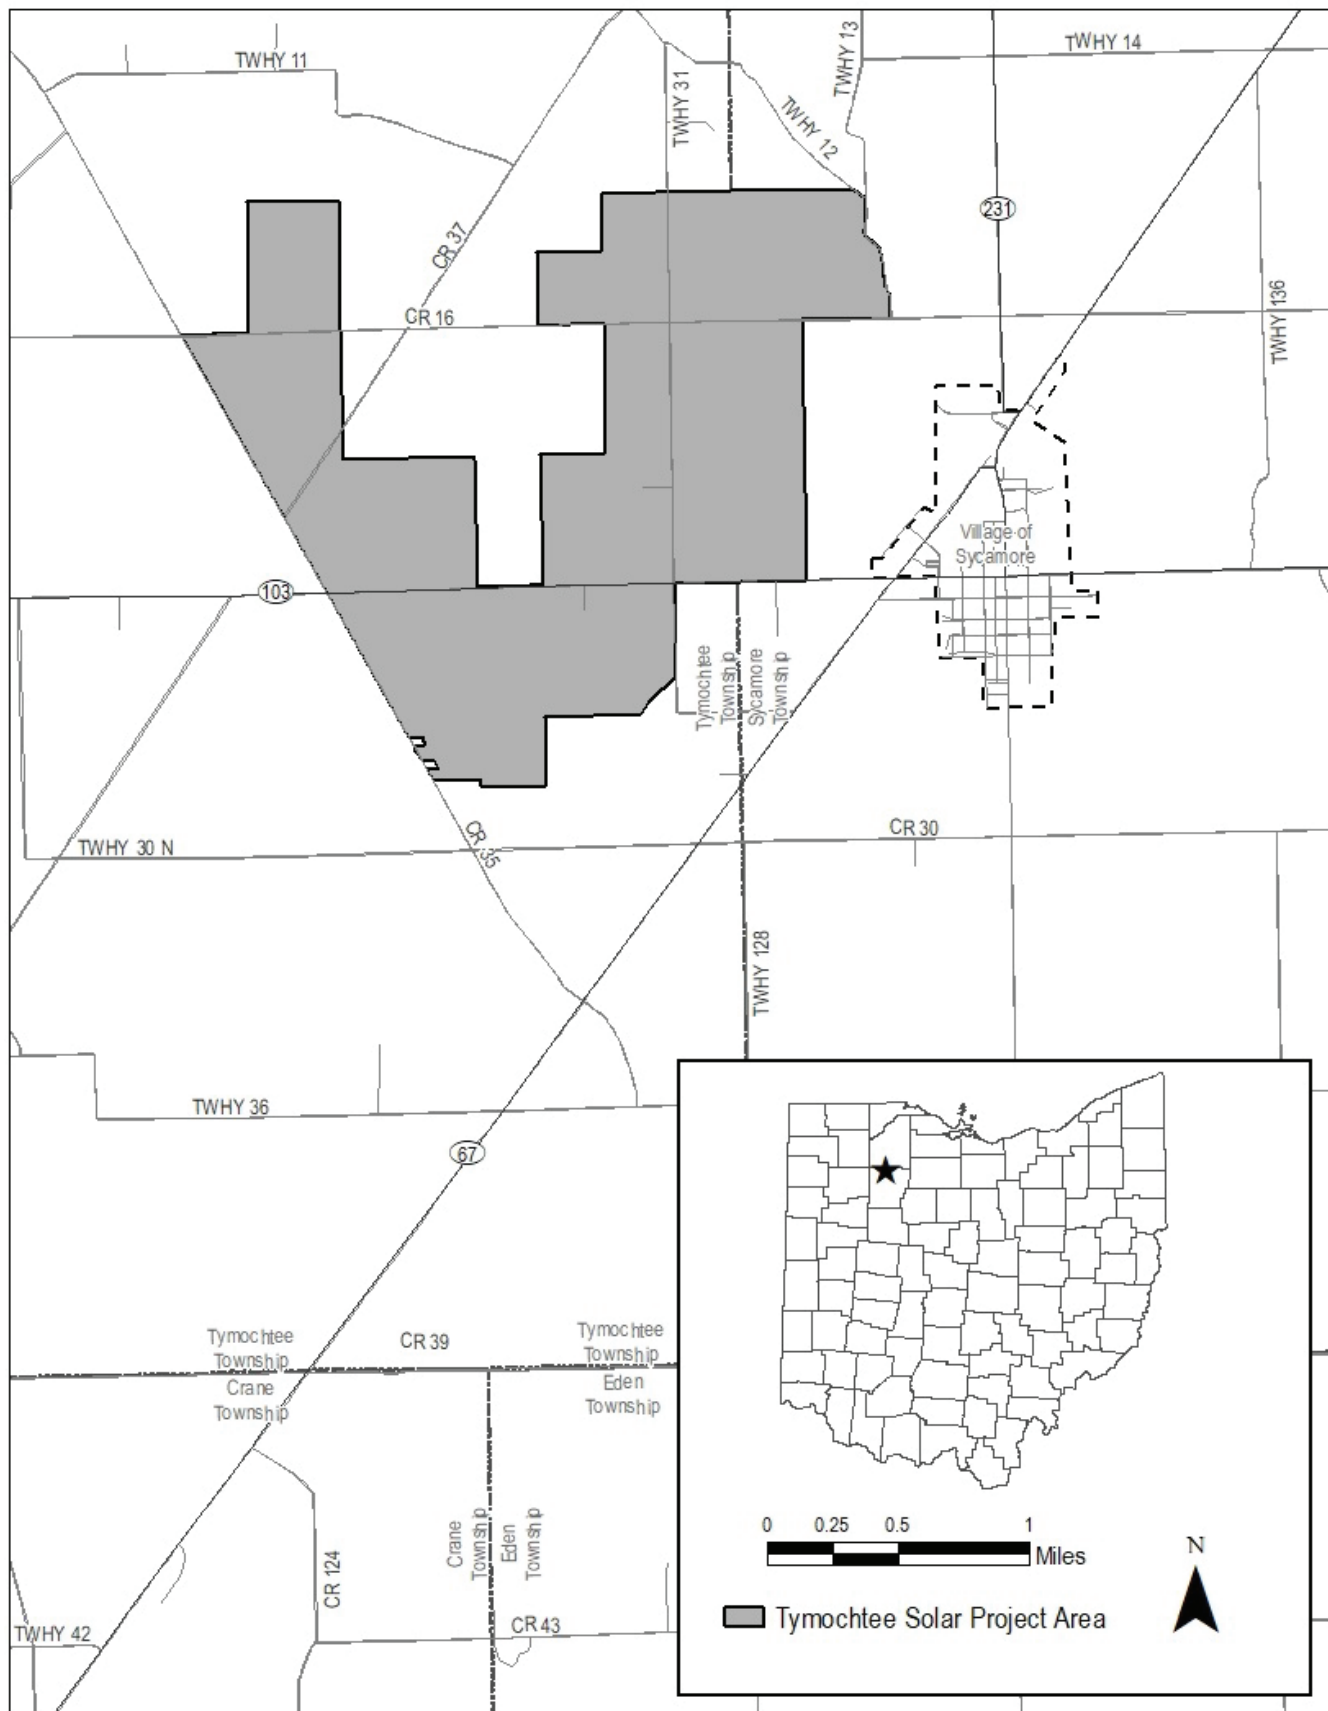 TWHY 11
TWHY 13
TWHY 14
TWHY 31
TWHY 12
231
CR 37
CR 16
TWHY 136
Village of
Sycamore
103
Tymochtee
Township
Sycamore
Township
TWHY 30 N
CR 35
CR 30
TWHY 128
TWHY 36
67
Tymochtee
Township
CR 39
Tymochtee
Township
Crane
Township
Eden
Township
Crane
Township
Eden
Township
CR 124
TWHY 42
CR 43
0 0.25 0.5 1
Miles
N
Tymochtee Solar Project Area